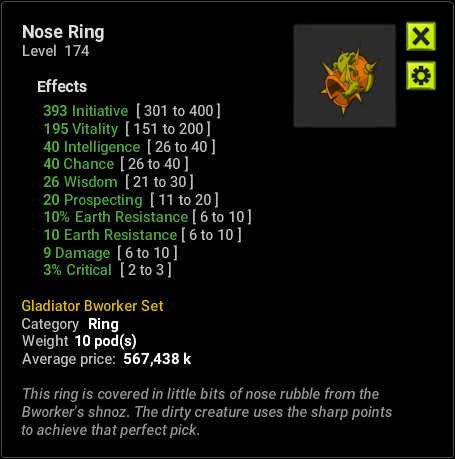 Nose Ring
Level 174
Effects
393 Initiative [ 301 to 400 ]
195 Vitality [ 151 to 200 ]
40 Intelligence [ 26 to 40 ]
40 Chance [ 26 to 40 ]
26 Wisdom [ 21 to 30 ]
20 Prospecting [ 11 to 20 ]
10% Earth Resistance [ 6 to 10 ]
10 Earth Resistance [ 6 to 10 ]
9 Damage [ 6 to 10 ]
3% Critical [ 2 to 3 ]
Gladiator Bworker Set
Category Ring
Weight 10 pod(s)
Average price: 567,438 k
This ring is covered in little bits of nose rubble from the
Bworker's shnoz. The dirty creature uses the sharp points
to achieve that perfect pick.